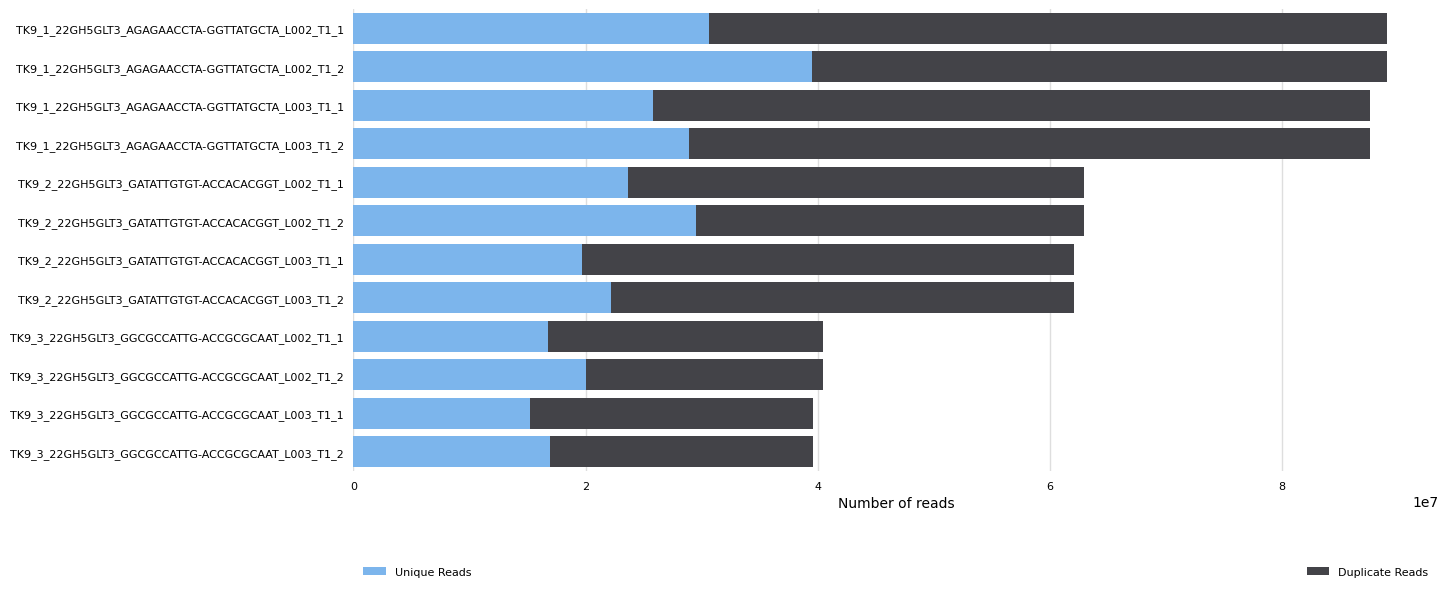 TK9_1_22GH5GLT3_AGAGAACCTA-GGTTATGCTA_L002_T1_1
TK9_1_22GH5GLT3_AGAGAACCTA-GGTTATGCTA_L002_T1_2
TK9_1_22GH5GLT3_AGAGAACCTA-GGTTATGCTA_L003_T1_1
TK9_1_22GH5GLT3_AGAGAACCTA-GGTTATGCTA_L003_T1_2
TK9_2_22GH5GLT3_GATATTGTGT-ACCACACGGT_L002_T1_1
TK9_2_22GH5GLT3_GATATTGTGT-ACCACACGGT_L002_T1_2
TK9_2_22GH5GLT3_GATATTGTGT-ACCACACGGT_L003_T1_1
TK9_2_22GH5GLT3_GATATTGTGT-ACCACACGGT_L003_T1_2
TK9_3_22GH5GLT3_GGCGCCATTG-ACCGCGCAAT_L002_T1_1
TK9_3_22GH5GLT3_GGCGCCATTG-ACCGCGCAAT_L002_T1_2
TK9_3_22GH5GLT3_GGCGCCATTG-ACCGCGCAAT_L003_T1_1
TK9_3_22GH5GLT3_GGCGCCATTG-ACCGCGCAAT_L003_T1_2
0 2 4 6 8
Number of reads
1e7
Unique Reads
Duplicate Reads